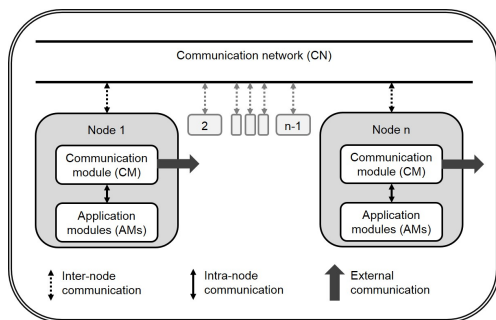 Communication network (CN)
Node 1
2
n-1
Node n
Communication
module (CM)
Communication
module (CM)
Application
modules (AMs)
Application
modules (AMs)
Inter-node
communication
Intra-node
communication
External
communication